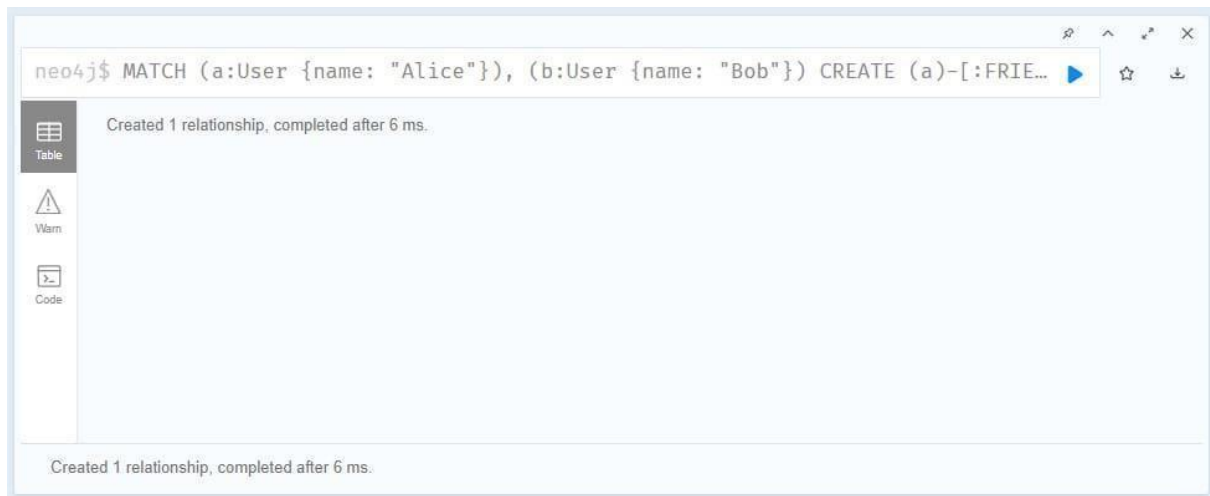 neo4j$ MATCH (a:User {name: "Alice"}), (b:User {name: "Bob"}) CREATE (a)-[:FRIE…
Created 1 relationship, completed after 6 ms.
Table
Warn
Code
Created 1 relationship, completed after 6 ms.